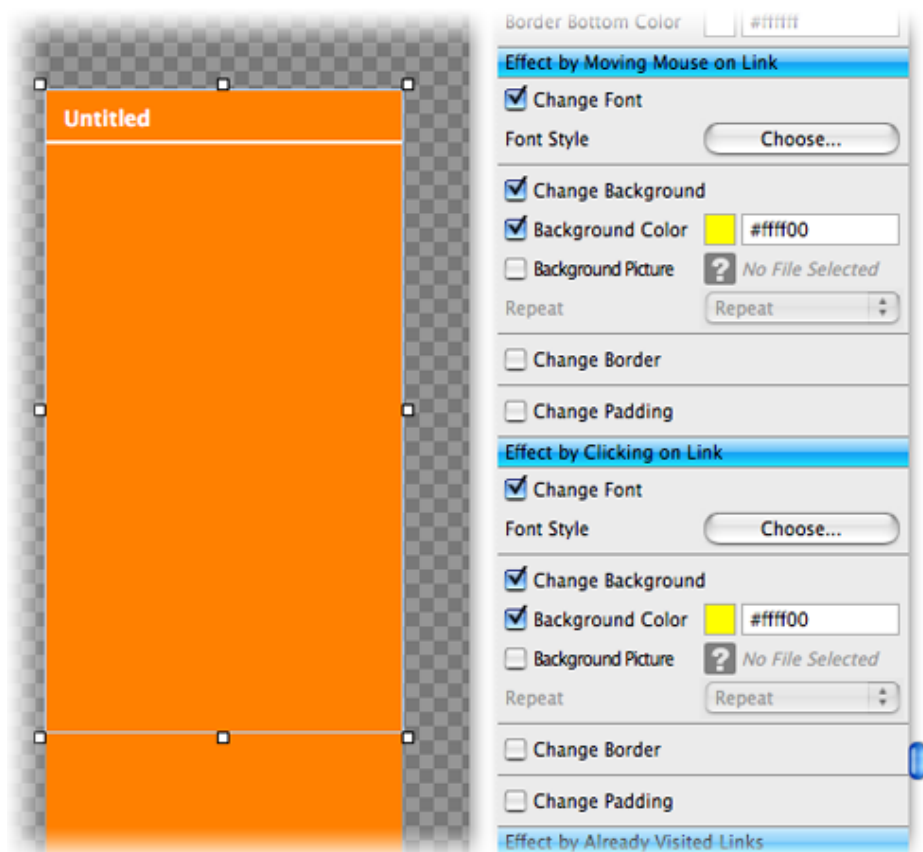 Untitled
Border Bottom Color #ffffff
Effect by Moving Mouse on Link
Change Font
Font Style Choose...
Change Background
Background Color #ffff00
Background Picture ? No File Selected
Repeat Repeat
Change Border
Change Padding
Effect by Clicking on Link
Change Font
Font Style Choose...
Change Background
Background Color #ffff00
Background Picture ? No File Selected
Repeat Repeat
Change Border
Change Padding
Effect by Already Visited Links